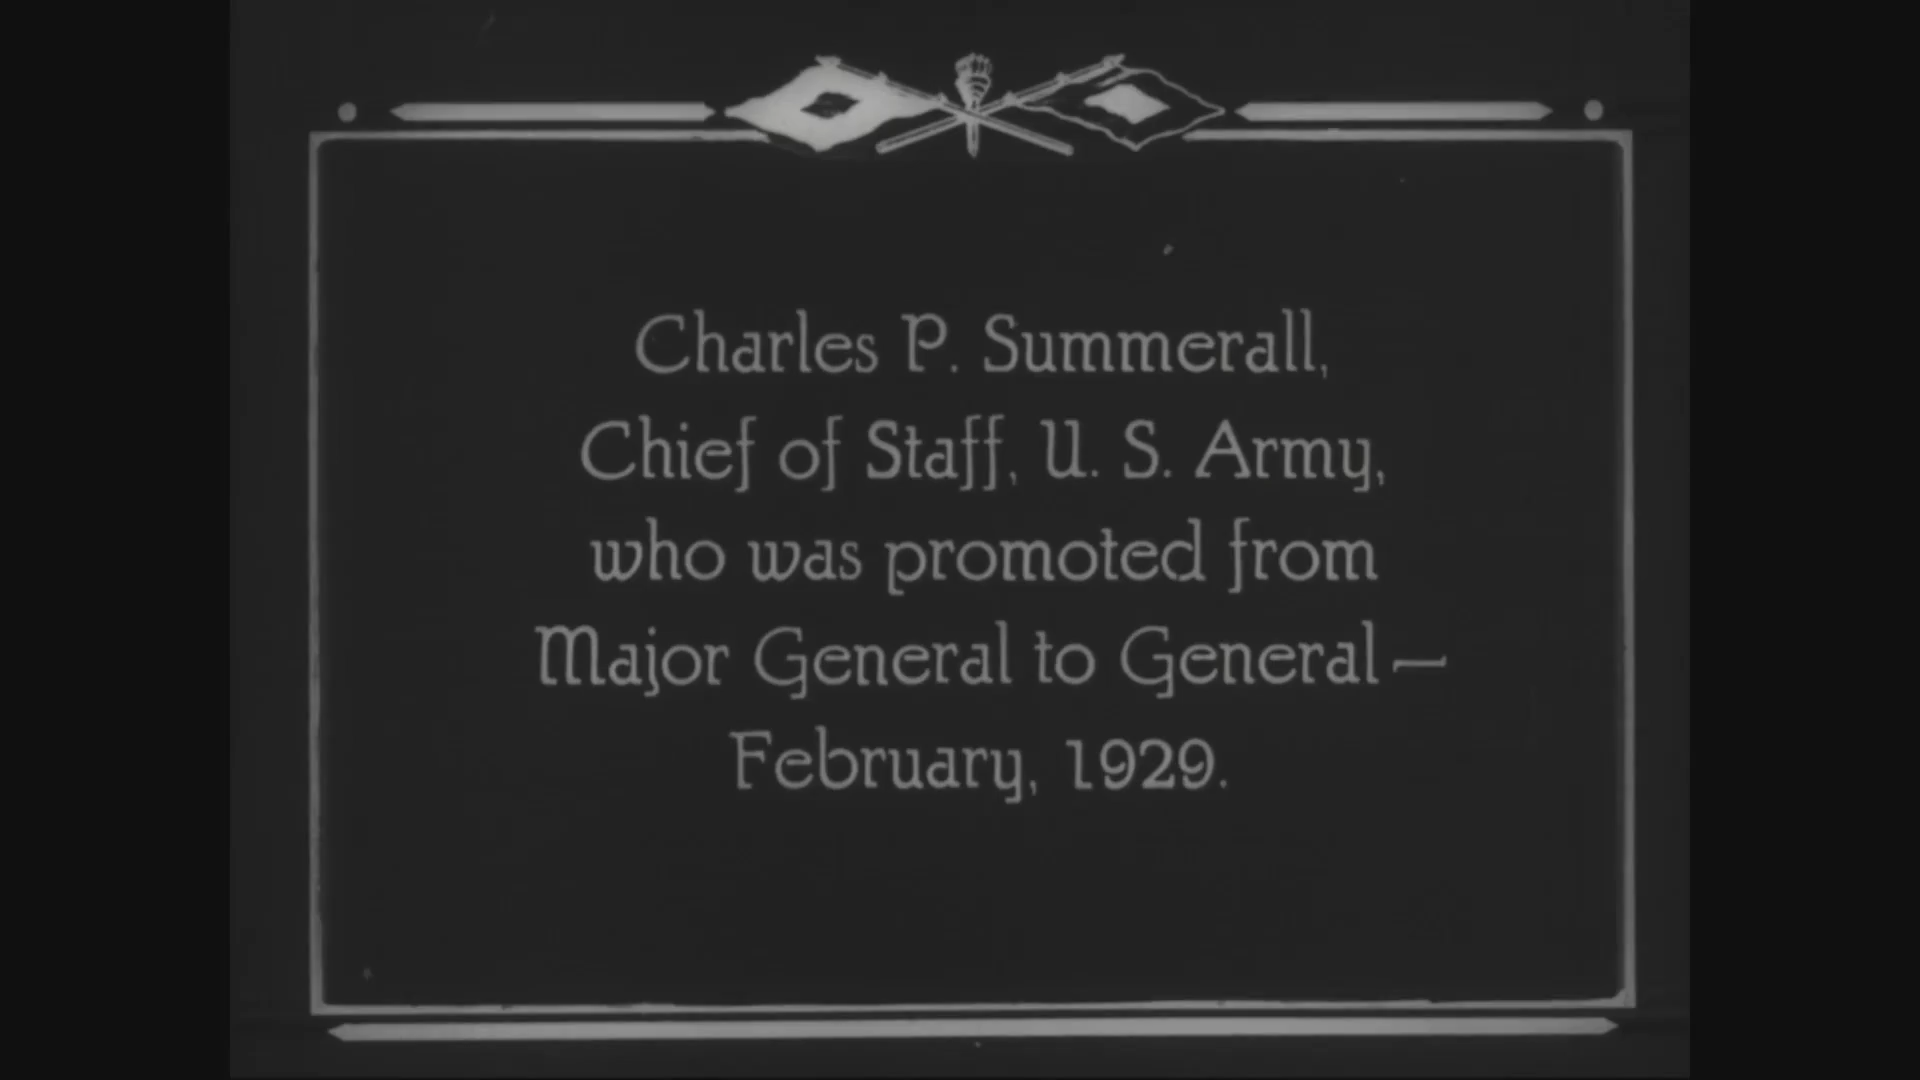 Charles P. Summerall,
Chief of Staff, U. S. Army,
who was promoted from
Major General to General—
February, 1929.